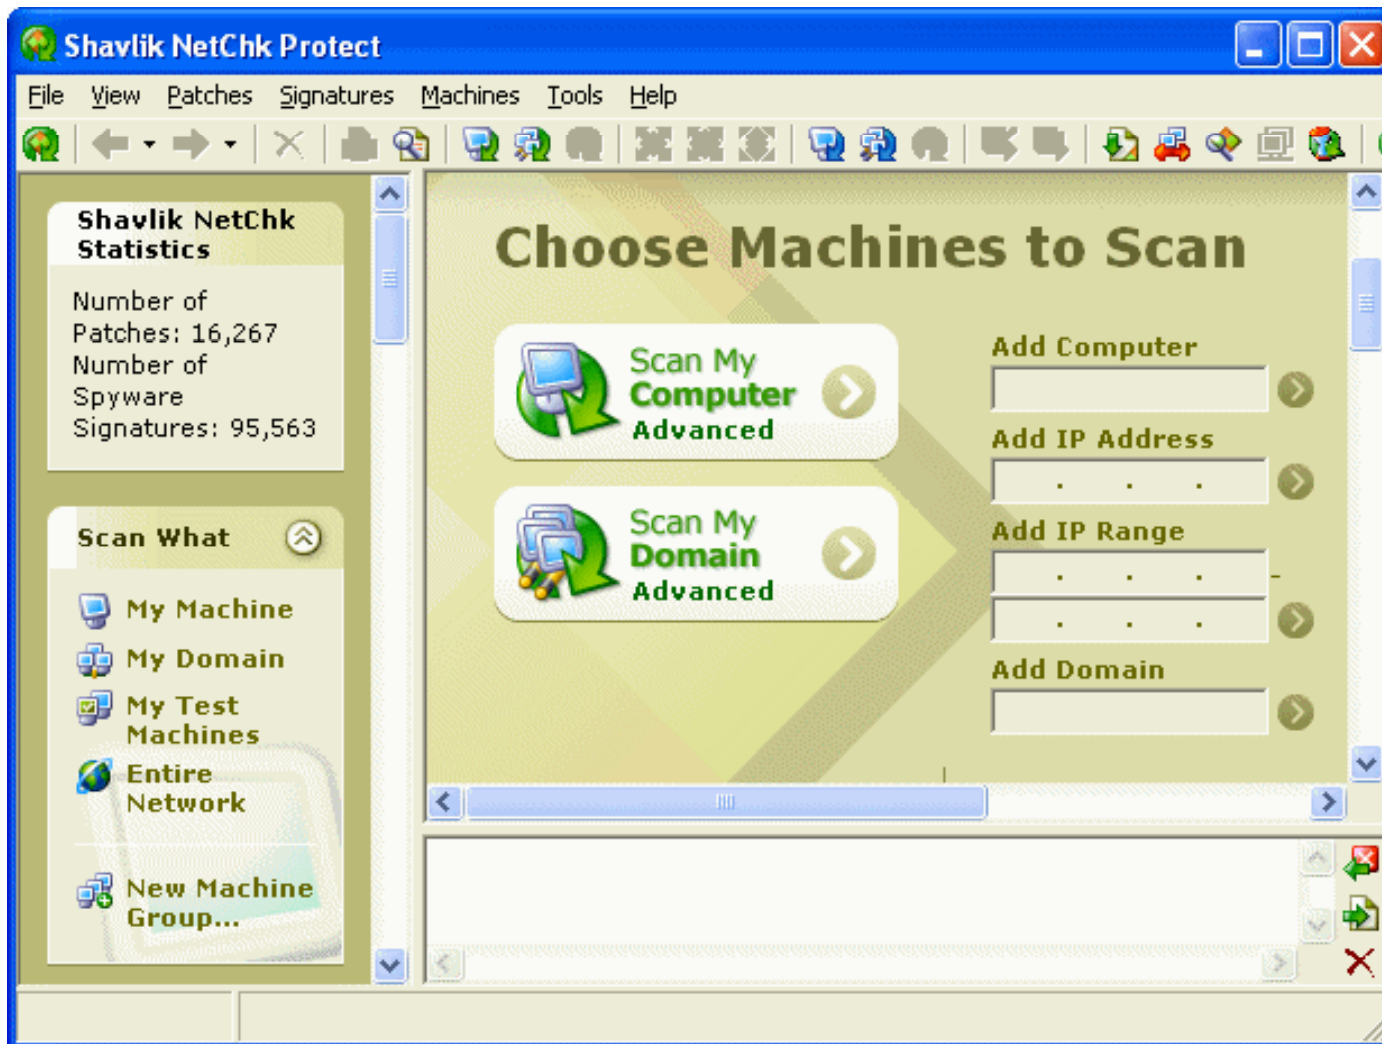 Shavlik NetChk Protect
File View Patches Signatures Machines Tools Help
Shavlik NetChk
Statistics
Number of
Patches: 16,267
Number of
Spyware
Signatures: 95,563
Scan What
My Machine
My Domain
My Test
Machines
Entire
Network
New Machine
Group...
Choose Machines to Scan
Scan My
Computer
Advanced
Scan My
Domain
Advanced
Add Computer
Add IP Address
. . .
Add IP Range
. . . -
. . .
Add Domain